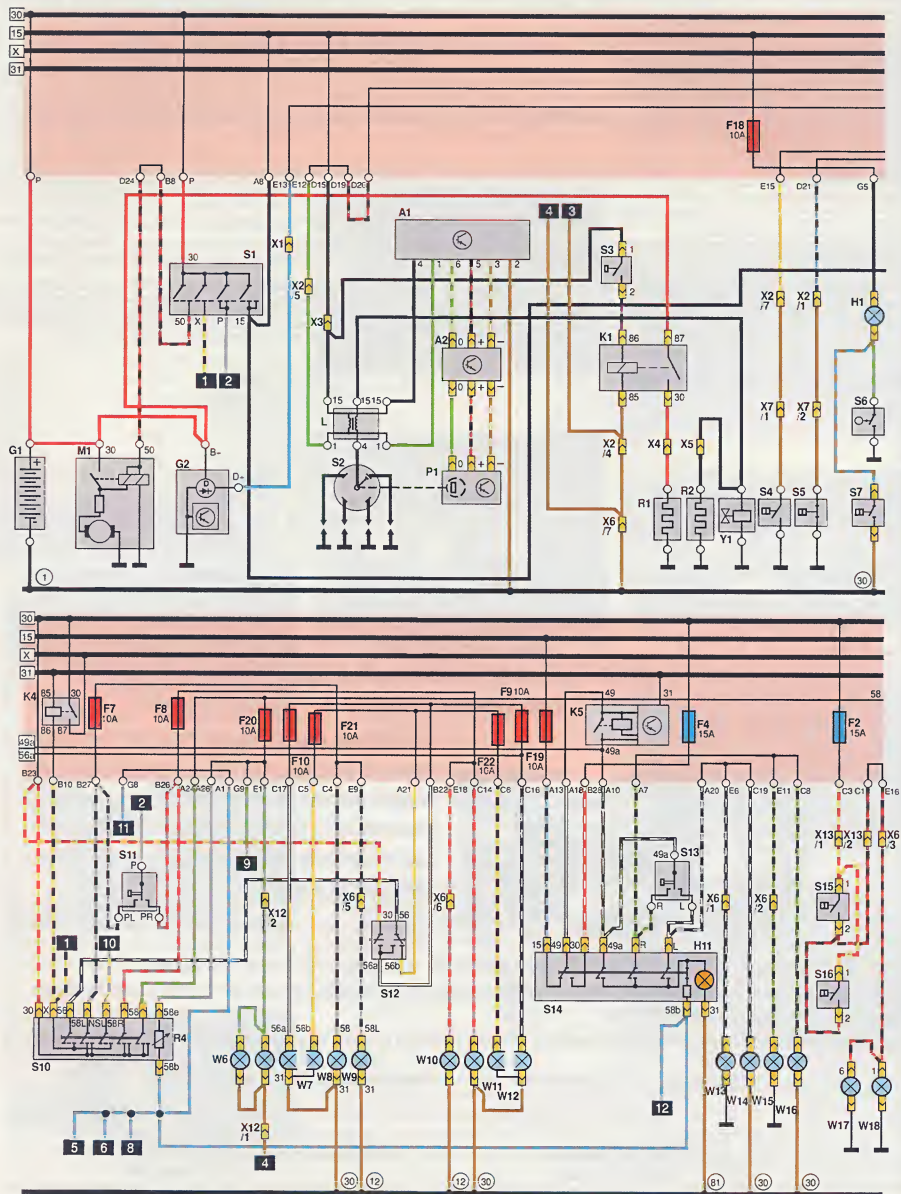 30
15
X
31
F18
10A
P
D24
B8
P
A8
E13
E12
D15
D19
D26
E15
D21
G5
A1
4
3
X1
S1
30
X2
/5
X3
4
1
6
5
3
2
S3
1
2
X2
/7
X2
/1
H1
50
X
P
15
1
2
A2
0
+
−
0
+
−
K1
86
87
85
30
15
15
15
L
1
4
1
X7
/1
X7
/2
S6
G1
M1
30
50
B-
G2
D+
S2
P1
0
+
−
X2
/4
X4
X5
X6
/7
R1
R2
Y1
S4
S5
S7
1
30
30
15
X
31
K4
85
30
86
87
F7
10A
F8
10A
F20
10A
F10
10A
F21
10A
F9 10A
F22
10A
F19
10A
49
31
K5
49a
F4
15A
F2
15A
58
49a
56a
B23
B10
B27
G8
B26
A24
A26
A1
G9
E1
C17
C5
C4
E9
A21
B22
E18
C14
C6
C16
A13
A18
B28
A10
A7
A20
E6
C19
E11
C8
C3
C1
E16
2
11
S11
P
PL
PR
9
X12
/2
X6
/5
30
56
56a
56b
S12
X6
/6
49a
S13
R
L
X6
/1
X6
/2
X13
/1
X13
/2
X6
/3
S15
1
2
S16
1
2
1
10
30
X
58
58L
NSL
58R
58
58e
R4
58b
S10
15
49
30
49a
R
L
H11
S14
58b
31
W6
56a
56b
58
58L
31
W7
W8
31
W9
31
W10
W11
W12
12
W13
W14
W15
W16
6
1
W17
W18
5
6
8
X12
/1
4
30
12
12
30
81
30
30